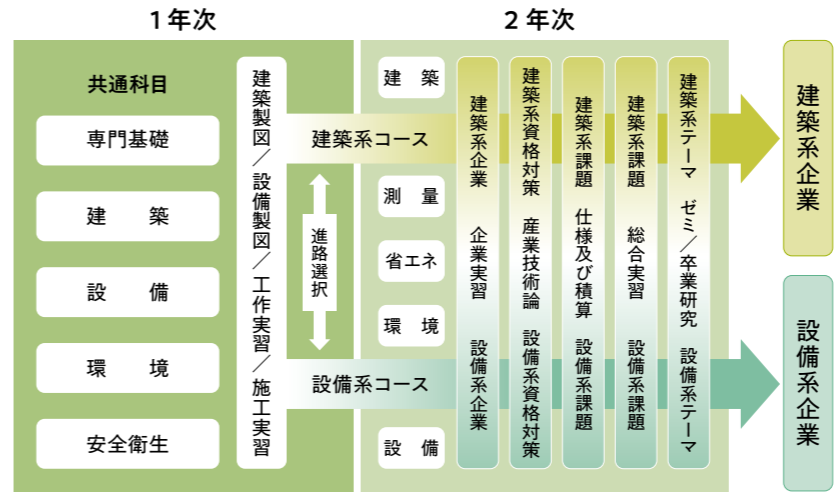 1年次
2年次
共通科目
専門基礎
建　築
設　備
環　境
安全衛生
建築製図／設備製図／工作実習／施工実習
建築系コース
進路選択
設備系コース
建　築
測　量
省エネ
環　境
設　備
建築系企業　企業実習　設備系企業
建築系資格対策　産業技術論　設備系資格対策
建築系課題　仕様及び積算　設備系課題
建築系課題　総合実習　設備系課題
建築系テーマ　ゼミ／卒業研究　設備系テーマ
建築系企業
設備系企業